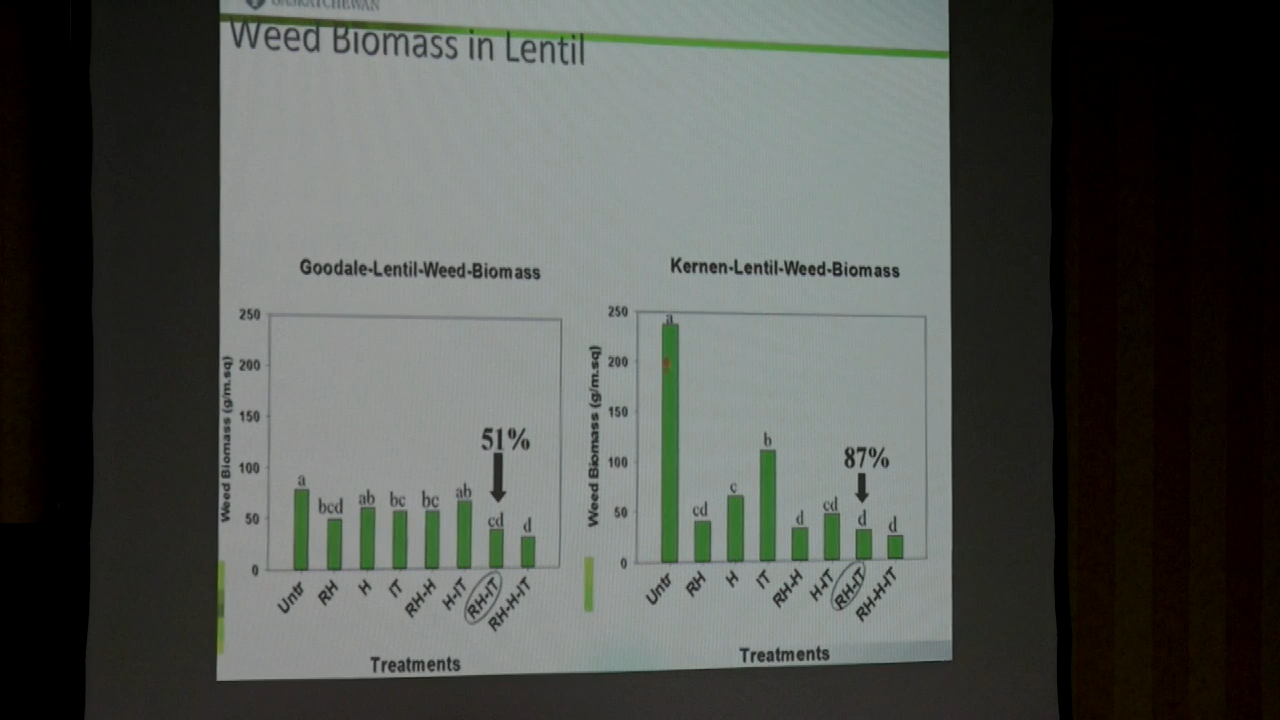 SASKATCHEWAN
Weed Biomass in Lentil
Goodale-Lentil-Weed-Biomass
Weed Biomass (g/m.sq)
250
200
150
100
50
0
a
bcd
ab
bc
bc
ab
cd
d
51%
Untr
RH
H
IT
RH-H
H-IT
RH-IT
RH-H-IT
Treatments
Kernen-Lentil-Weed-Biomass
Weed Biomass (g/m.sq)
250
200
150
100
50
0
a
cd
c
b
d
cd
d
d
87%
Untr
RH
H
IT
RH-H
H-IT
RH-IT
RH-H-IT
Treatments